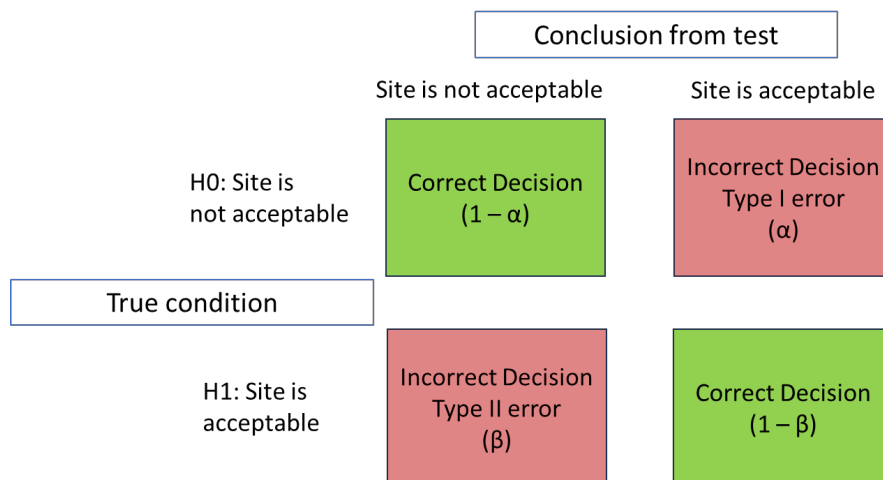 Conclusion from test
Site is not acceptable
Site is acceptable
H0: Site is
not acceptable
Correct Decision
(1 – α)
Incorrect Decision
Type I error
(α)
True condition
H1: Site is
acceptable
Incorrect Decision
Type II error
(β)
Correct Decision
(1 – β)